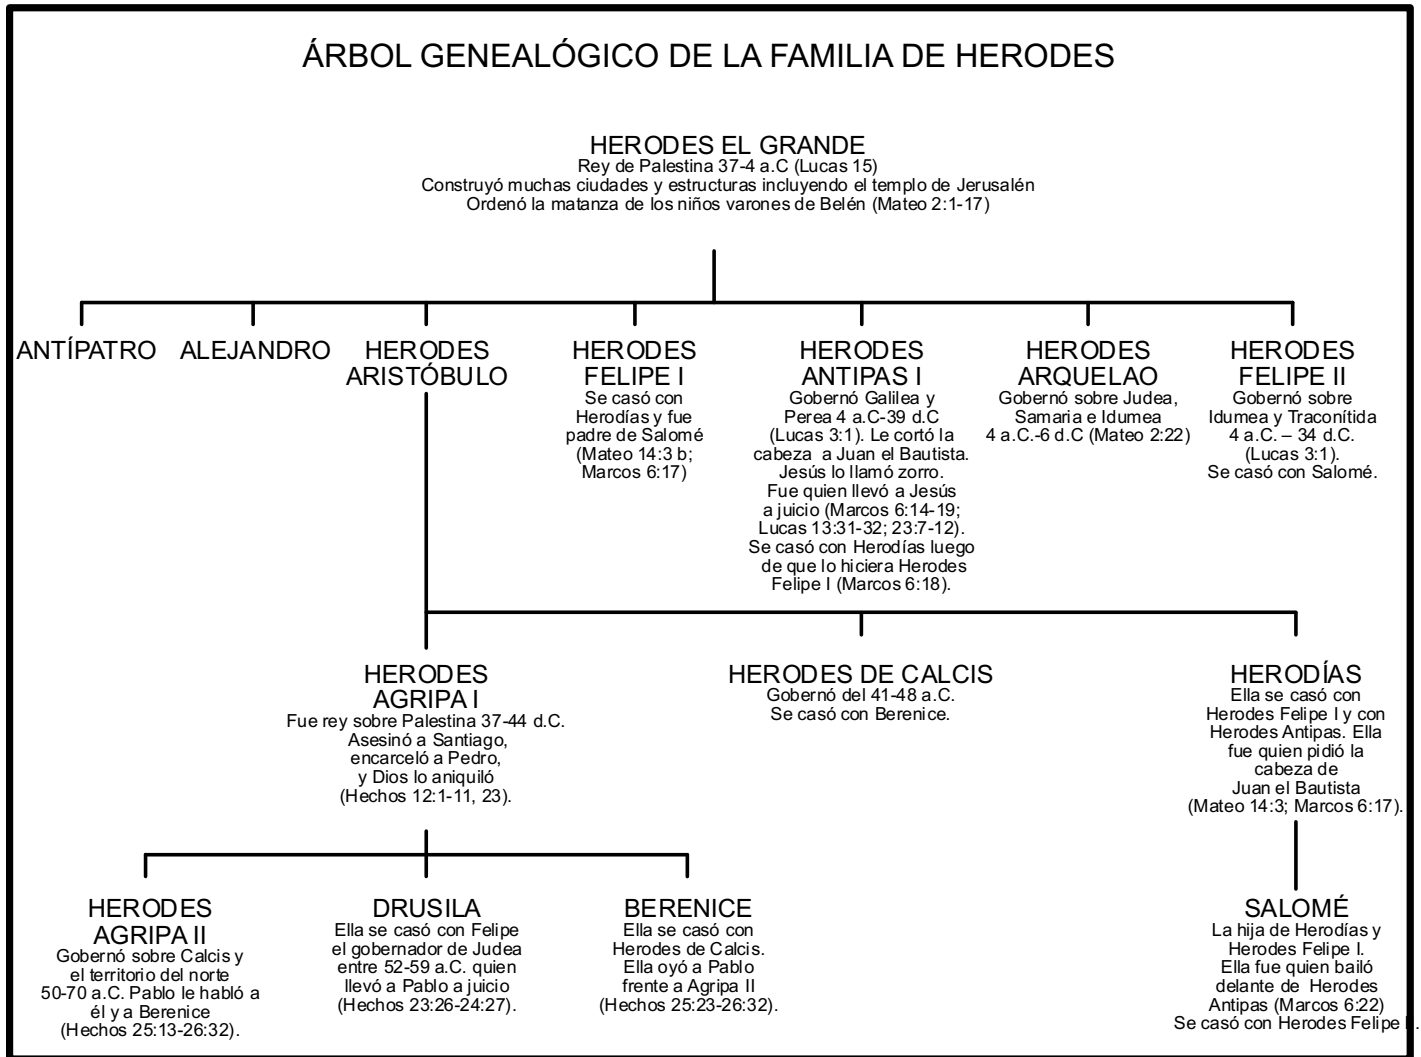 ÁRBOL GENEALÓGICO DE LA FAMILIA DE HERODES
HERODES EL GRANDE
Rey de Palestina 37-4 a.C (Lucas 15)
Construyó muchas ciudades y estructuras incluyendo el templo de Jerusalén
Ordenó la matanza de los niños varones de Belén (Mateo 2:1-17)
ANTÍPATRO
ALEJANDRO
HERODES
ARISTÓBULO
HERODES
FELIPE I
Se casó con
Herodías y fue
padre de Salomé
(Mateo 14:3 b;
Marcos 6:17)
HERODES
ANTIPAS I
Gobernó Galilea y
Perea 4 a.C-39 d.C
(Lucas 3:1). Le cortó la
cabeza a Juan el Bautista.
Jesús lo llamó zorro.
Fue quien llevó a Jesús
a juicio (Marcos 6:14-19;
Lucas 13:31-32; 23:7-12).
Se casó con Herodías luego
de que lo hiciera Herodes
Felipe I (Marcos 6:18).
HERODES
ARQUELAO
Gobernó sobre Judea,
Samaria e Idumea
4 a.C.-6 d.C (Mateo 2:22)
HERODES
FELIPE II
Gobernó sobre
Idumea y Traconítida
4 a.C. – 34 d.C.
(Lucas 3:1).
Se casó con Salomé.
HERODES
AGRIPA I
Fue rey sobre Palestina 37-44 d.C.
Asesinó a Santiago,
encarceló a Pedro,
y Dios lo aniquiló
(Hechos 12:1-11, 23).
HERODES DE CALCIS
Gobernó del 41-48 a.C.
Se casó con Berenice.
HERODÍAS
Ella se casó con
Herodes Felipe I y con
Herodes Antipas. Ella
fue quien pidió la
cabeza de
Juan el Bautista
(Mateo 14:3; Marcos 6:17).
HERODES
AGRIPA II
Gobernó sobre Calcis y
el territorio del norte
50-70 a.C. Pablo le habló a
él y a Berenice
(Hechos 25:13-26:32).
DRUSILA
Ella se casó con Felipe
el gobernador de Judea
entre 52-59 a.C. quien
llevó a Pablo a juicio
(Hechos 23:26-24:27).
BERENICE
Ella se casó con
Herodes de Calcis.
Ella oyó a Pablo
frente a Agripa II
(Hechos 25:23-26:32).
SALOMÉ
La hija de Herodías y
Herodes Felipe I.
Ella fue quien bailó
delante de Herodes
Antipas (Marcos 6:22)
Se casó con Herodes Felipe